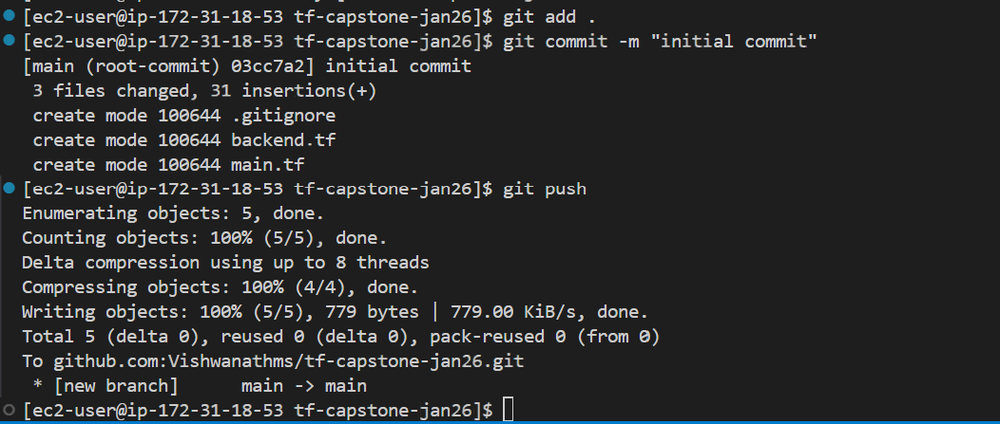 [ec2-user@ip-172-31-18-53 tf-capstone-jan26]$ git add .
[ec2-user@ip-172-31-18-53 tf-capstone-jan26]$ git commit -m "initial commit"
[main (root-commit) 03cc7a2] initial commit
 3 files changed, 31 insertions(+)
 create mode 100644 .gitignore
 create mode 100644 backend.tf
 create mode 100644 main.tf
[ec2-user@ip-172-31-18-53 tf-capstone-jan26]$ git push
Enumerating objects: 5, done.
Counting objects: 100% (5/5), done.
Delta compression using up to 8 threads
Compressing objects: 100% (4/4), done.
Writing objects: 100% (5/5), 779 bytes | 779.00 KiB/s, done.
Total 5 (delta 0), reused 0 (delta 0), pack-reused 0 (from 0)
To github.com:Vishwanathms/tf-capstone-jan26.git
 * [new branch]      main -> main
[ec2-user@ip-172-31-18-53 tf-capstone-jan26]$